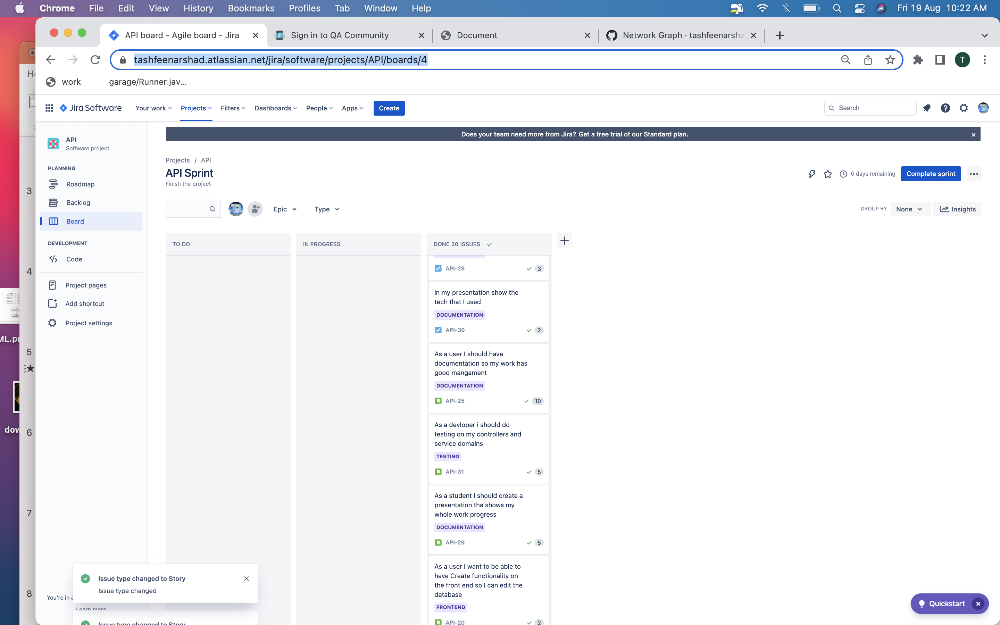 Chrome File Edit View History Bookmarks Profiles Tab Window Help Fri 19 Aug 10:22 AM
API board - Agile board - Jira Sign in to QA Community Document Network Graph · tashfeenarsha
tashfeenarshad.atlassian.net/jira/software/projects/API/boards/4 T
work garage/Runner.jav...
Jira Software Your work Projects Filters Dashboards People Apps Create Search
Does your team need more from Jira? Get a free trial of our Standard plan.
API
Software project
PLANNING
Roadmap
Backlog
Board
DEVELOPMENT
Code
Project pages
Add shortcut
Project settings
Projects / API
API Sprint
Finish the project
0 days remaining Complete sprint
Epic Type GROUP BY None Insights
TO DO IN PROGRESS DONE 20 ISSUES
API-28 3
in my presentation show the
tech that I used
DOCUMENTATION
API-30 2
As a user I should have
documentation so my work has
good mangament
DOCUMENTATION
API-25 10
As a devloper i should do
testing on my controllers and
service domains
TESTING
API-31 5
As a student I should create a
presentation tha shows my
whole work progress
DOCUMENTATION
API-29 5
As a user I want to be able to
have Create functionality on
the front end so I can edit the
database
FRONTEND
API-20 2
Issue type changed to Story
Issue type changed
You're in a
Learn more
Issue type changed to Story
Quickstart
3
4
ML.pr
5
dow
6
7
8